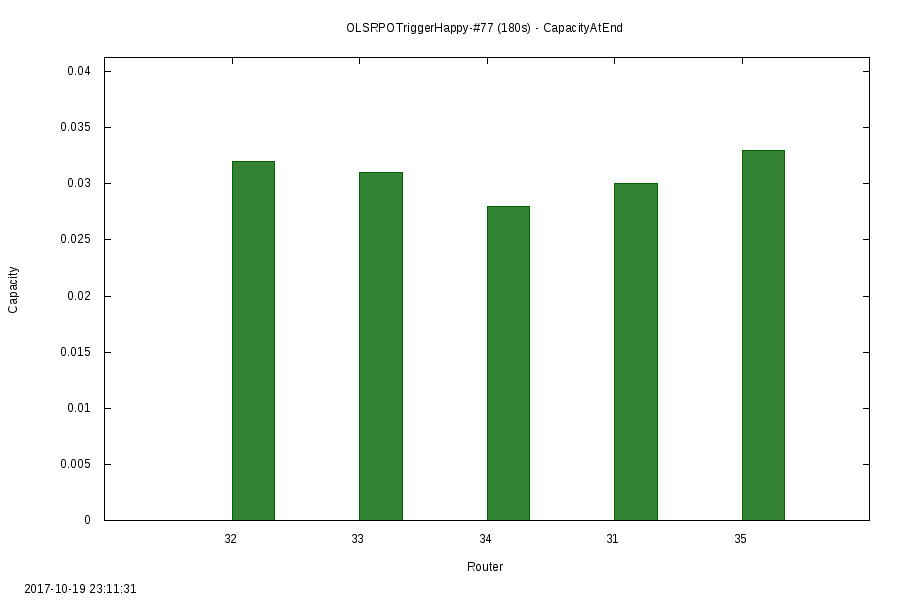 OLSRPOTriggerHappy-#77 (180s) - CapacityAtEnd
0.04
0.035
0.03
0.025
0.02
0.015
0.01
0.005
0
Capacity
32 33 34 31 35
Router
2017-10-19 23:11:31